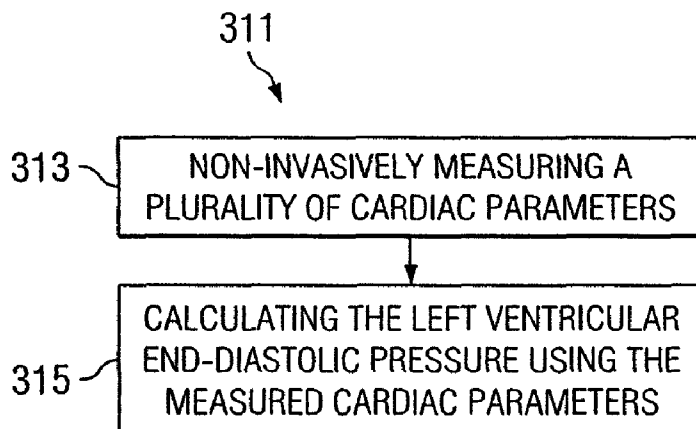 311
313
NON-INVASIVELY MEASURING A
PLURALITY OF CARDIAC PARAMETERS
315
CALCULATING THE LEFT VENTRICULAR
END-DIASTOLIC PRESSURE USING THE
MEASURED CARDIAC PARAMETERS